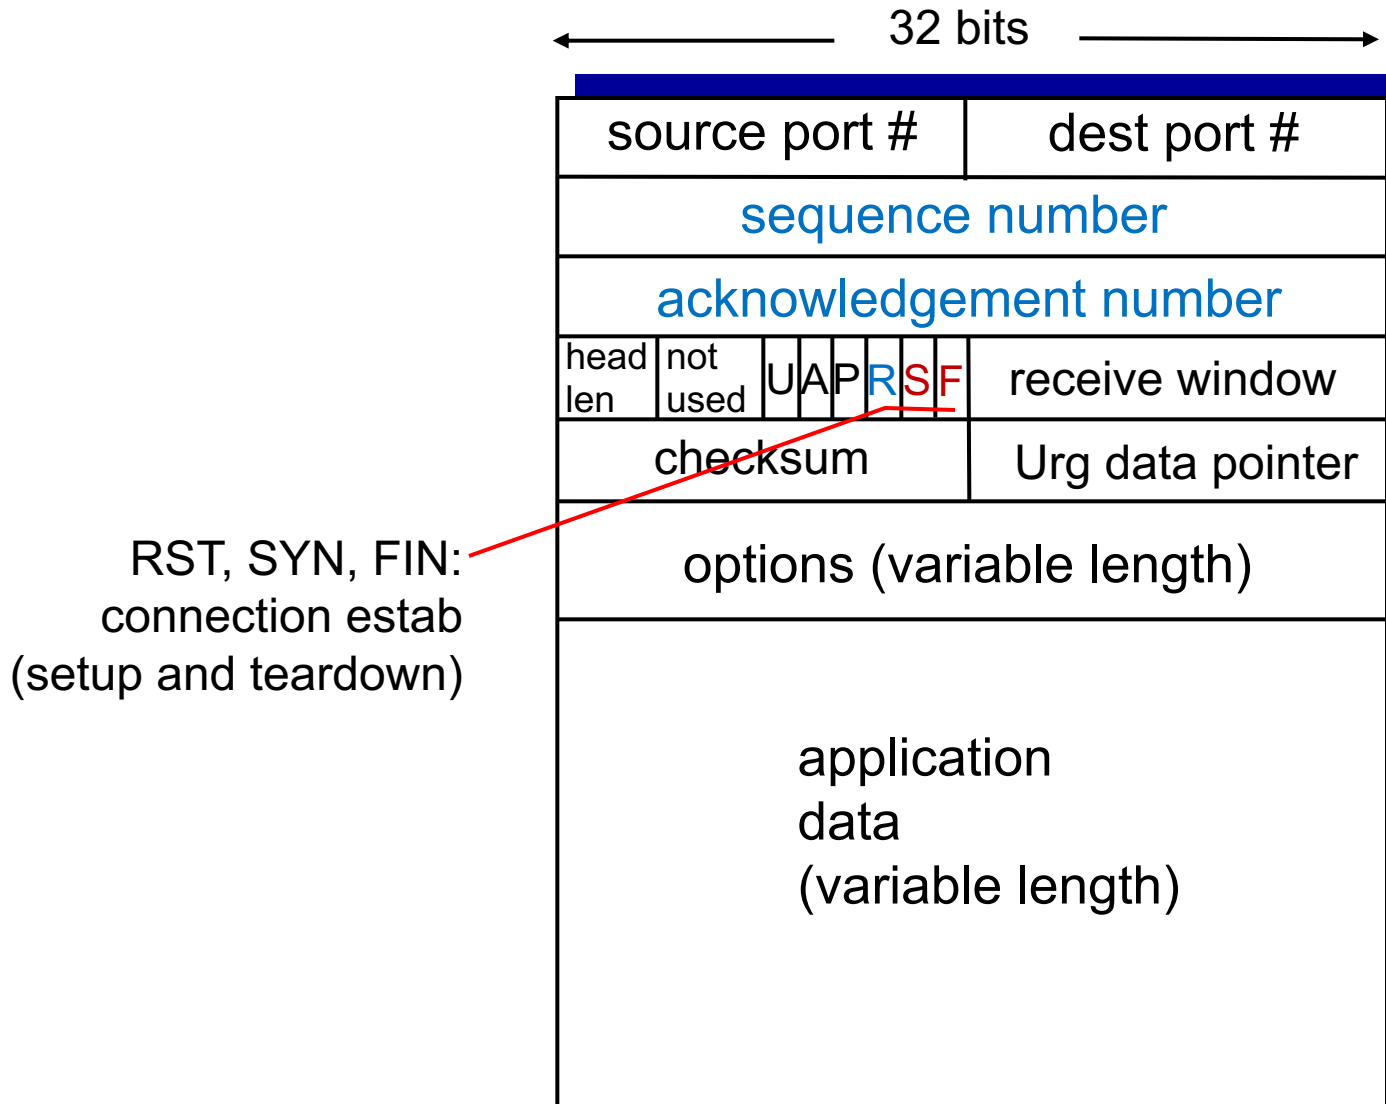 32 bits
source port # dest port #
sequence number
acknowledgement number
head not
len used U A P R S F receive window
checksum Urg data pointer
RST, SYN, FIN:
connection estab
(setup and teardown)
options (variable length)
application
data
(variable length)